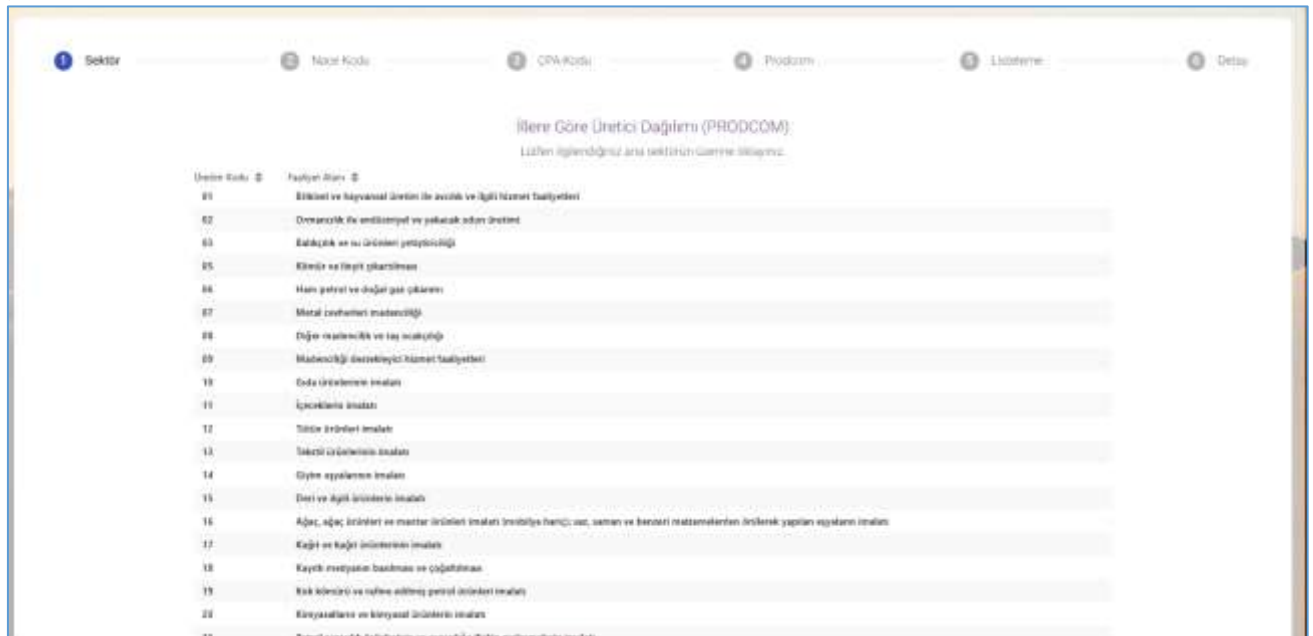 1 Sektör 2 Nace Kodu 3 CPA Kodu 4 Prodcom 5 Listeleme 6 Detay
İllere Göre Üretici Dağılımı (PRODCOM)
Lütfen ilgilendiğiniz ana sektörün üzerine tıklayınız.
Üretim Kodu Faaliyet Alanı
01 Bitkisel ve hayvansal üretim ile avcılık ve ilgili hizmet faaliyetleri
02 Ormancılık ile endüstriyel ve yakacak odun üretimi
03 Balıkçılık ve su ürünleri yetiştiriciliği
05 Kömür ve linyit çıkartılması
06 Ham petrol ve doğal gaz çıkarımı
07 Metal cevherleri madenciliği
08 Diğer madencilik ve taş ocakçılığı
09 Madenciliği destekleyici hizmet faaliyetleri
10 Gıda ürünlerinin imalatı
11 İçeceklerin imalatı
12 Tütün ürünleri imalatı
13 Tekstil ürünlerinin imalatı
14 Giyim eşyalarının imalatı
15 Deri ve ilgili ürünlerin imalatı
16 Ağaç, ağaç ürünleri ve mantar ürünleri imalatı (mobilya hariç); saz, saman ve benzeri malzemelerden örülerek yapılan eşyaların imalatı
17 Kağıt ve kağıt ürünlerinin imalatı
18 Kayıtlı medyanın basılması ve çoğaltılması
19 Kok kömürü ve rafine edilmiş petrol ürünleri imalatı
20 Kimyasalların ve kimyasal ürünlerin imalatı